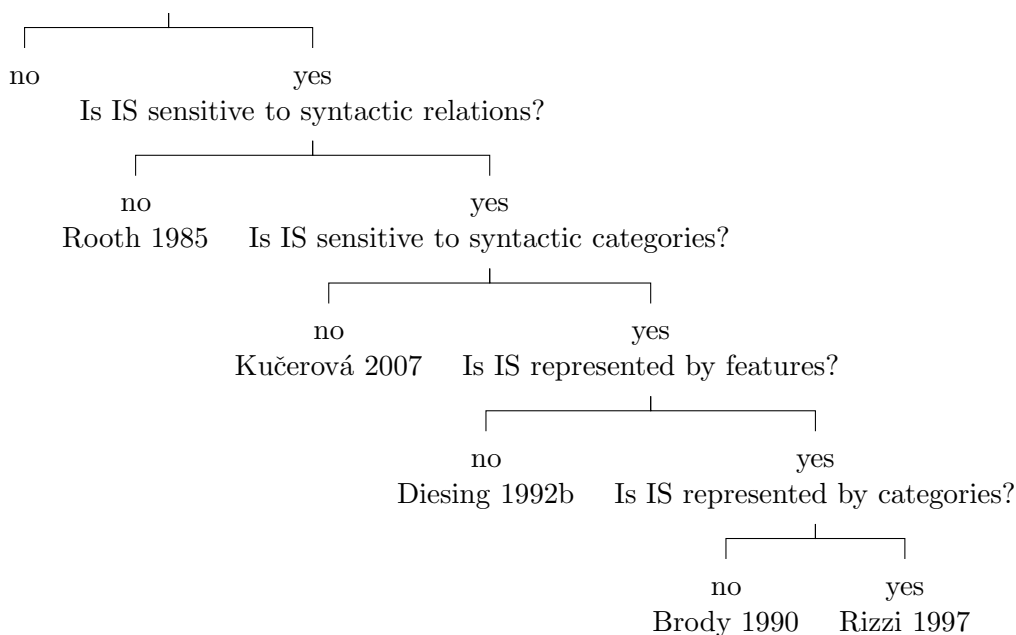 no yes
Is IS sensitive to syntactic relations?
no yes
Rooth 1985 Is IS sensitive to syntactic categories?
no yes
Kučerová 2007 Is IS represented by features?
no yes
Diesing 1992b Is IS represented by categories?
no yes
Brody 1990 Rizzi 1997